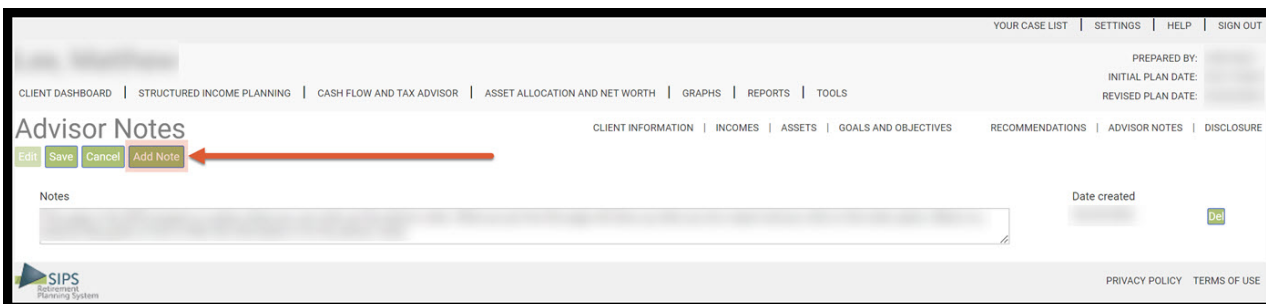 YOUR CASE LIST | SETTINGS | HELP | SIGN OUT
PREPARED BY:
INITIAL PLAN DATE:
CLIENT DASHBOARD | STRUCTURED INCOME PLANNING | CASH FLOW AND TAX ADVISOR | ASSET ALLOCATION AND NET WORTH | GRAPHS | REPORTS | TOOLS
REVISED PLAN DATE:
Advisor Notes
CLIENT INFORMATION | INCOMES | ASSETS | GOALS AND OBJECTIVES RECOMMENDATIONS | ADVISOR NOTES | DISCLOSURE
Edit Save Cancel Add Note
Notes Date created
Del
SIPS
Retirement
Planning System
PRIVACY POLICY TERMS OF USE